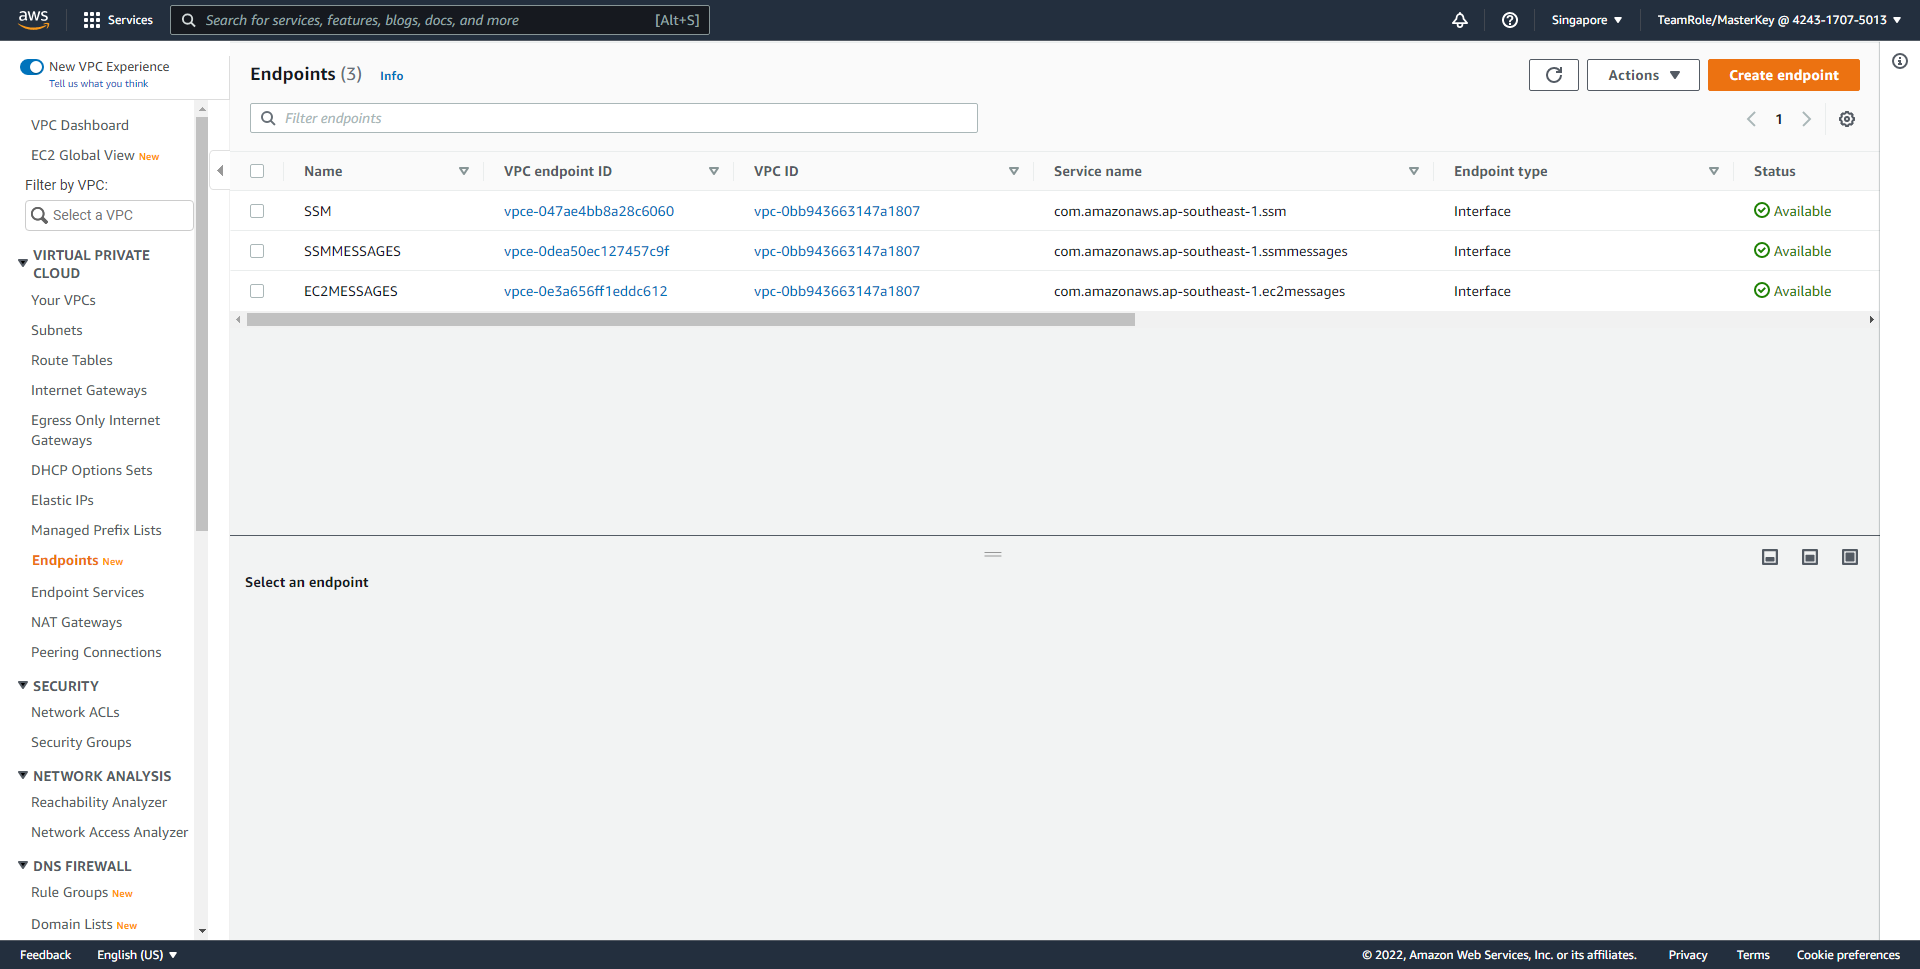 aws
Services
Search for services, features, blogs, docs, and more
[Alt+S]
Singapore
TeamRole/MasterKey @ 4243-1707-5013
New VPC Experience
Tell us what you think
VPC Dashboard
EC2 Global View New
Filter by VPC:
Select a VPC
VIRTUAL PRIVATE
CLOUD
Your VPCs
Subnets
Route Tables
Internet Gateways
Egress Only Internet
Gateways
DHCP Options Sets
Elastic IPs
Managed Prefix Lists
Endpoints New
Endpoint Services
NAT Gateways
Peering Connections
SECURITY
Network ACLs
Security Groups
NETWORK ANALYSIS
Reachability Analyzer
Network Access Analyzer
DNS FIREWALL
Rule Groups New
Domain Lists New
Endpoints (3) Info
Actions
Create endpoint
Filter endpoints
1
Name VPC endpoint ID VPC ID Service name Endpoint type Status
SSM vpce-047ae4bb8a28c6060 vpc-0bb943663147a1807 com.amazonaws.ap-southeast-1.ssm Interface Available
SSMMESSAGES vpce-0dea50ec127457c9f vpc-0bb943663147a1807 com.amazonaws.ap-southeast-1.ssmmessages Interface Available
EC2MESSAGES vpce-0e3a656ff1eddc612 vpc-0bb943663147a1807 com.amazonaws.ap-southeast-1.ec2messages Interface Available
Select an endpoint
Feedback English (US) © 2022, Amazon Web Services, Inc. or its affiliates. Privacy Terms Cookie preferences